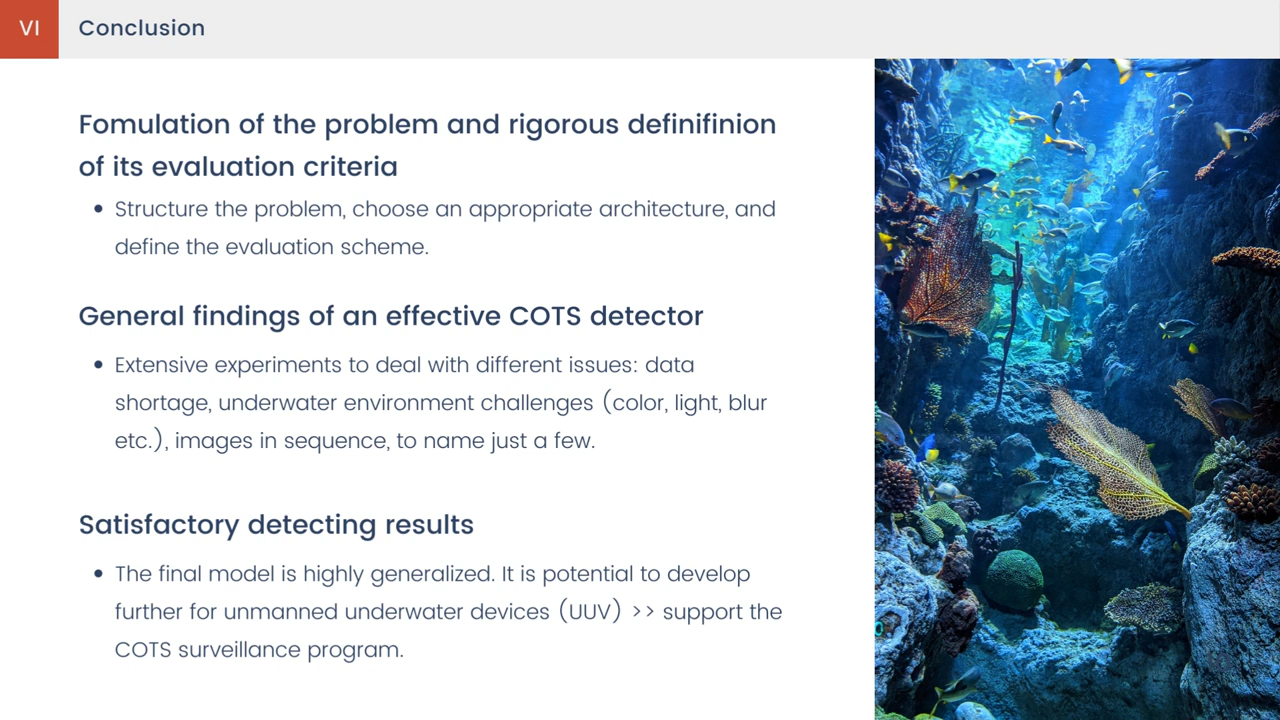 VI
Conclusion
Fomulation of the problem and rigorous definifinion
of its evaluation criteria
• Structure the problem, choose an appropriate architecture, and
define the evaluation scheme.
General findings of an effective COTS detector
• Extensive experiments to deal with different issues: data
shortage, underwater environment challenges (color, light, blur
etc.), images in sequence, to name just a few.
Satisfactory detecting results
• The final model is highly generalized. It is potential to develop
further for unmanned underwater devices (UUV) >> support the
COTS surveillance program.